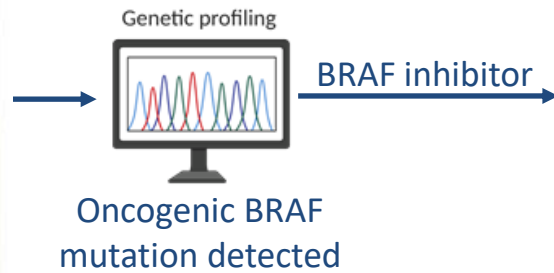 Genetic profiling
BRAF inhibitor
Oncogenic BRAF
mutation detected